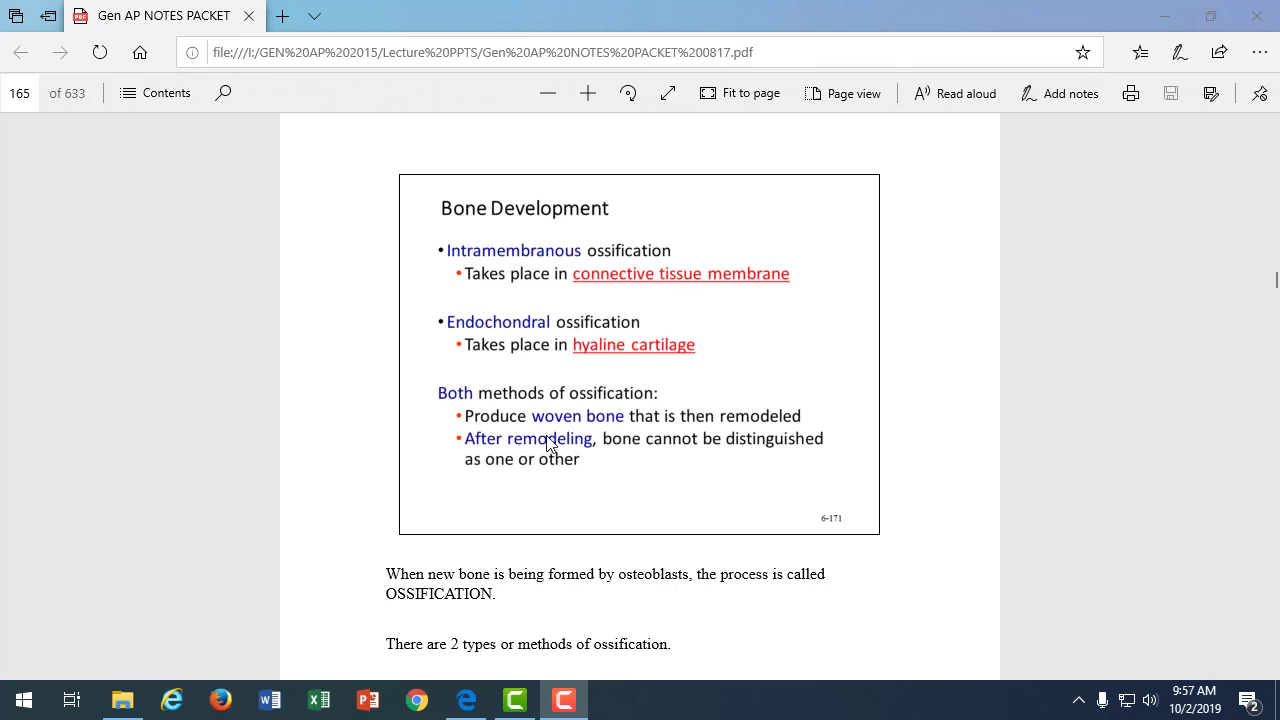 Gen AP NOTES PACKET
file:///I:/GEN%20AP%202015/Lecture%20PPTS/Gen%20AP%20NOTES%20PACKET%200817.pdf
165 of 633 Contents Fit to page Page view Read aloud Add notes
Bone Development
• Intramembranous ossification
• Takes place in connective tissue membrane
• Endochondral ossification
• Takes place in hyaline cartilage
Both methods of ossification:
• Produce woven bone that is then remodeled
• After remodeling, bone cannot be distinguished
as one or other
6-171
When new bone is being formed by osteoblasts, the process is called
OSSIFICATION.
There are 2 types or methods of ossification.
9:57 AM
10/2/2019
2